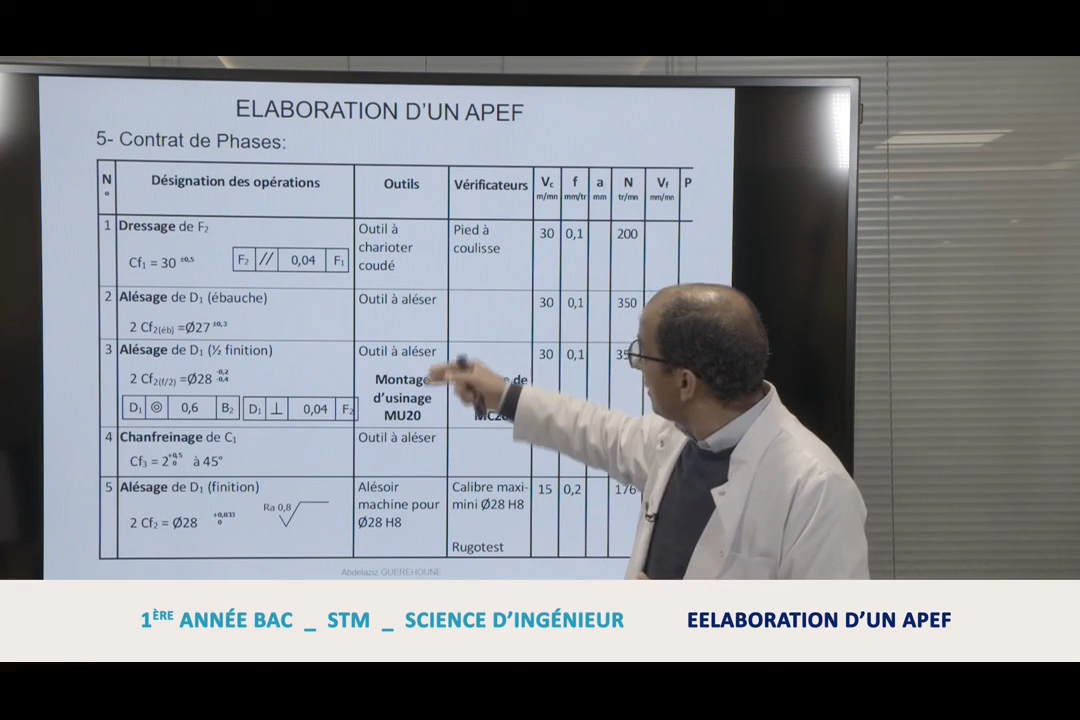 ELABORATION D'UN APEF
5- Contrat de Phases:
N° Désignation des opérations Outils Vérificateurs Vc m/mn f mm/tr a mm N tr/mn Vf mm/mn P
1 Dressage de F2 Outil à charioter coudé Pied à coulisse 30 0,1 200
Cf1 = 30 ±0,5 F2 // 0,04 F1
2 Alésage de D1 (ébauche) Outil à aléser 30 0,1 350
2 Cf2(éb) =Ø27 ±0,3
3 Alésage de D1 (½ finition) Outil à aléser 30 0,1
2 Cf2(f/2) =Ø28 -0,2 -0,4 Montage d'usinage MU20 de
D1 ◎ 0,6 B2 D1 ⊥ 0,04 F2
4 Chanfreinage de C1 Outil à aléser
Cf3 = 2 +0,5 0 à 45°
5 Alésage de D1 (finition) Alésoir machine pour Ø28 H8 Calibre maxi-mini Ø28 H8 15 0,2 176
2 Cf2 = Ø28 +0,033 0 Ra 0,8 Rugotest
Abdelaziz GUEREHOUNE
1ÈRE ANNÉE BAC _ STM _ SCIENCE D'INGÉNIEUR EELABORATION D'UN APEF